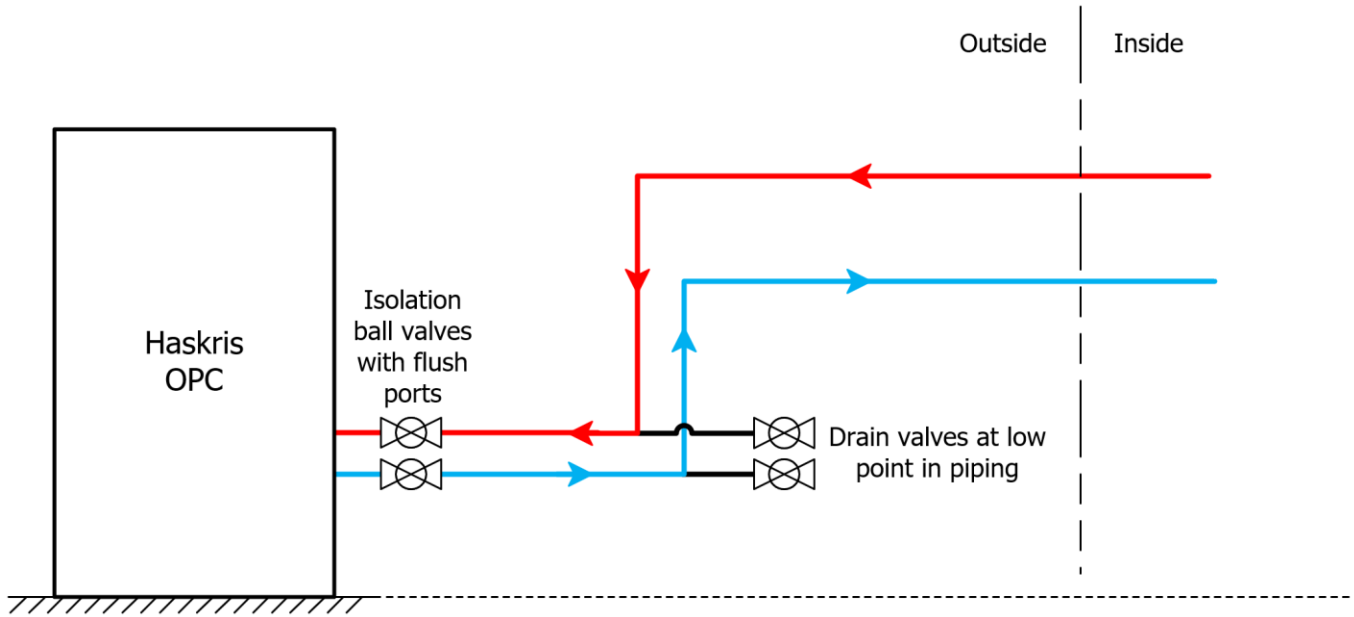 Outside
Inside
Isolation
ball valves
with flush
ports
Haskris
OPC
Drain valves at low
point in piping